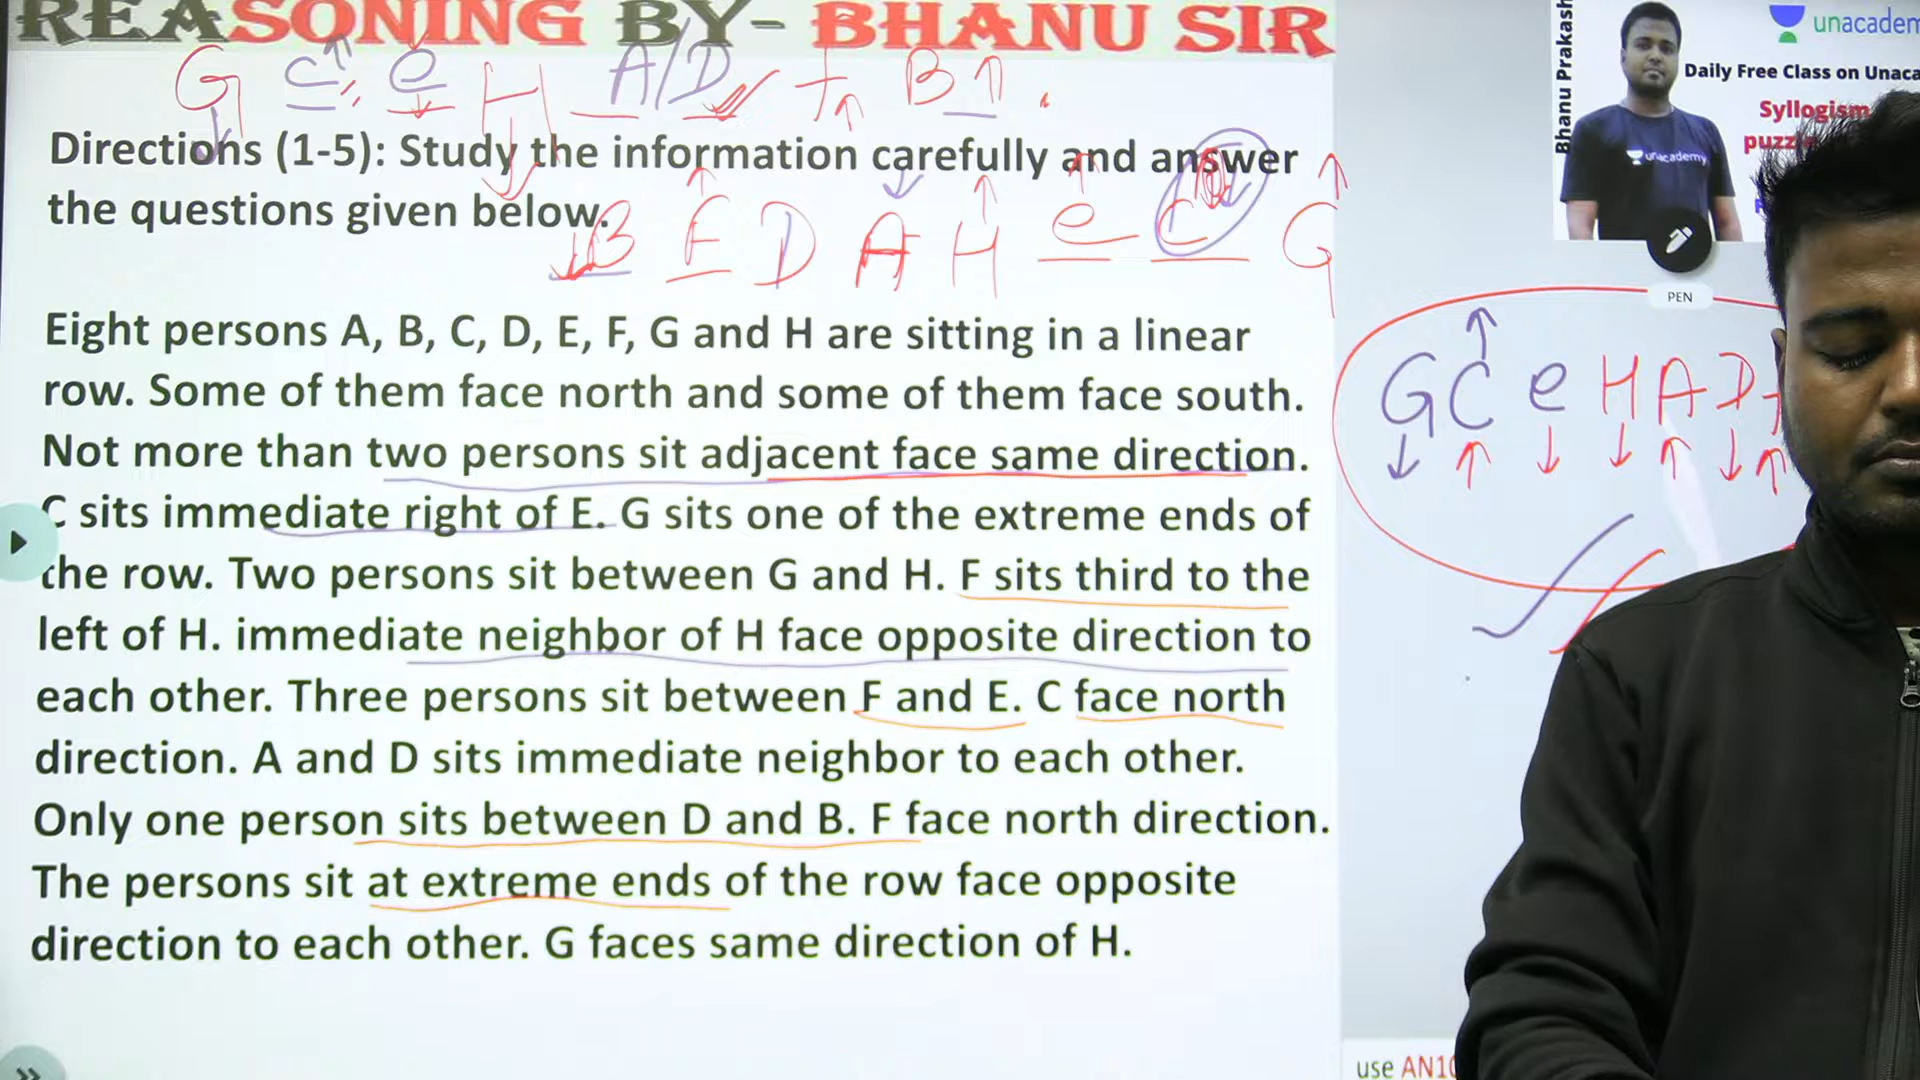 REASONING BY- BHANU SIR
G C e H A/D f B
Directions (1-5): Study the information carefully and answer
the questions given below.
B F D A H e C G
Eight persons A, B, C, D, E, F, G and H are sitting in a linear
row. Some of them face north and some of them face south.
Not more than two persons sit adjacent face same direction.
C sits immediate right of E. G sits one of the extreme ends of
the row. Two persons sit between G and H. F sits third to the
left of H. immediate neighbor of H face opposite direction to
each other. Three persons sit between F and E. C face north
direction. A and D sits immediate neighbor to each other.
Only one person sits between D and B. F face north direction.
The persons sit at extreme ends of the row face opposite
direction to each other. G faces same direction of H.
Bhanu Prakash
unacadem
Daily Free Class on Unaca
Syllogism
puzz
unacademy
PEN
G C e H A D f
use AN10